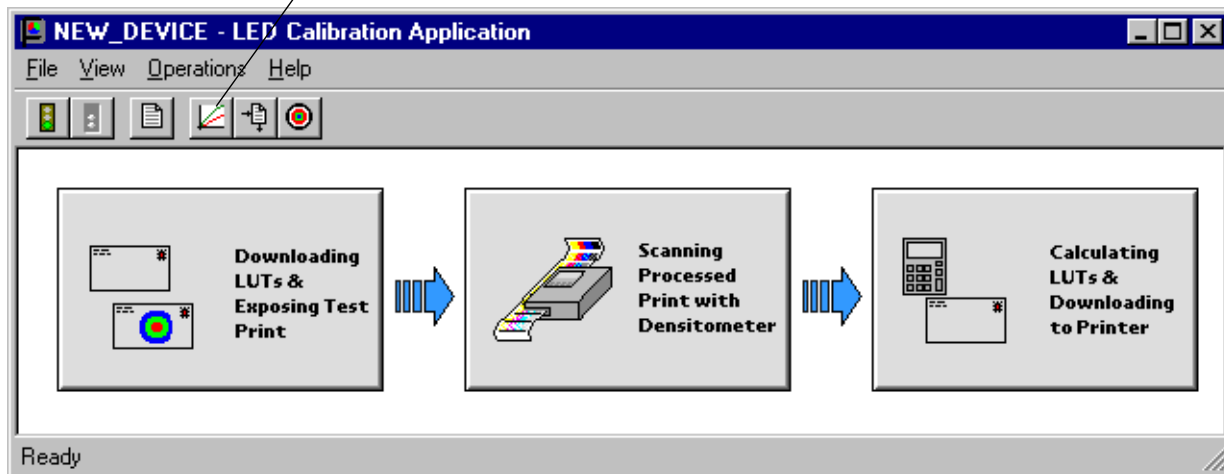 NEW_DEVICE - LED Calibration Application
File View Operations Help
Downloading
LUTs &
Exposing Test
Print
Scanning
Processed
Print with
Densitometer
Calculating
LUTs &
Downloading
to Printer
Ready